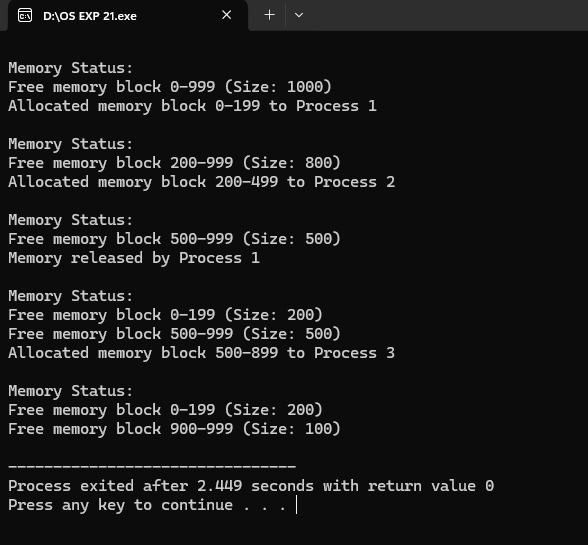 D:\OS EXP 21.exe
Memory Status:
Free memory block 0-999 (Size: 1000)
Allocated memory block 0-199 to Process 1
Memory Status:
Free memory block 200-999 (Size: 800)
Allocated memory block 200-499 to Process 2
Memory Status:
Free memory block 500-999 (Size: 500)
Memory released by Process 1
Memory Status:
Free memory block 0-199 (Size: 200)
Free memory block 500-999 (Size: 500)
Allocated memory block 500-899 to Process 3
Memory Status:
Free memory block 0-199 (Size: 200)
Free memory block 900-999 (Size: 100)
--------------------------------
Process exited after 2.449 seconds with return value 0
Press any key to continue . . .